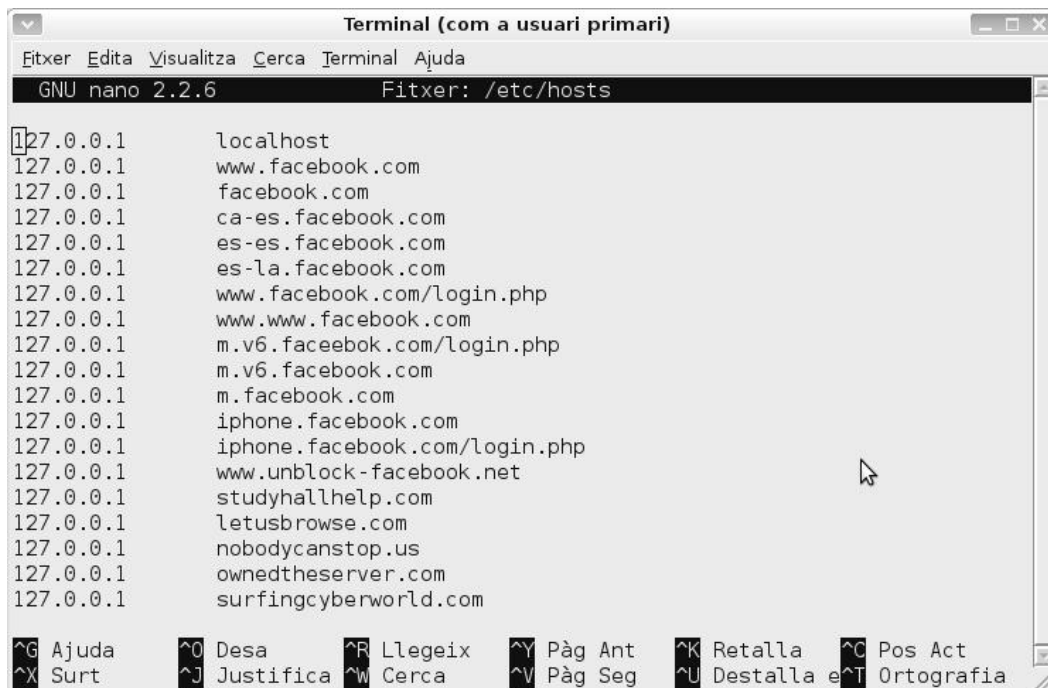 Terminal (com a usuari primari)
Fitxer Edita Visualitza Cerca Terminal Ajuda
GNU nano 2.2.6 Fitxer: /etc/hosts
127.0.0.1 localhost
127.0.0.1 www.facebook.com
127.0.0.1 facebook.com
127.0.0.1 ca-es.facebook.com
127.0.0.1 es-es.facebook.com
127.0.0.1 es-la.facebook.com
127.0.0.1 www.facebook.com/login.php
127.0.0.1 www.www.facebook.com
127.0.0.1 m.v6.faceebok.com/login.php
127.0.0.1 m.v6.facebook.com
127.0.0.1 m.facebook.com
127.0.0.1 iphone.facebook.com
127.0.0.1 iphone.facebook.com/login.php
127.0.0.1 www.unblock-facebook.net
127.0.0.1 studyhallhelp.com
127.0.0.1 letusbrowse.com
127.0.0.1 nobodycanstop.us
127.0.0.1 ownedtheserver.com
127.0.0.1 surfingcyberworld.com
^G Ajuda ^O Desa ^R Llegeix ^Y Pàg Ant ^K Retalla ^C Pos Act
^X Surt ^J Justifica ^W Cerca ^V Pàg Seg ^U Destalla e^T Ortografia